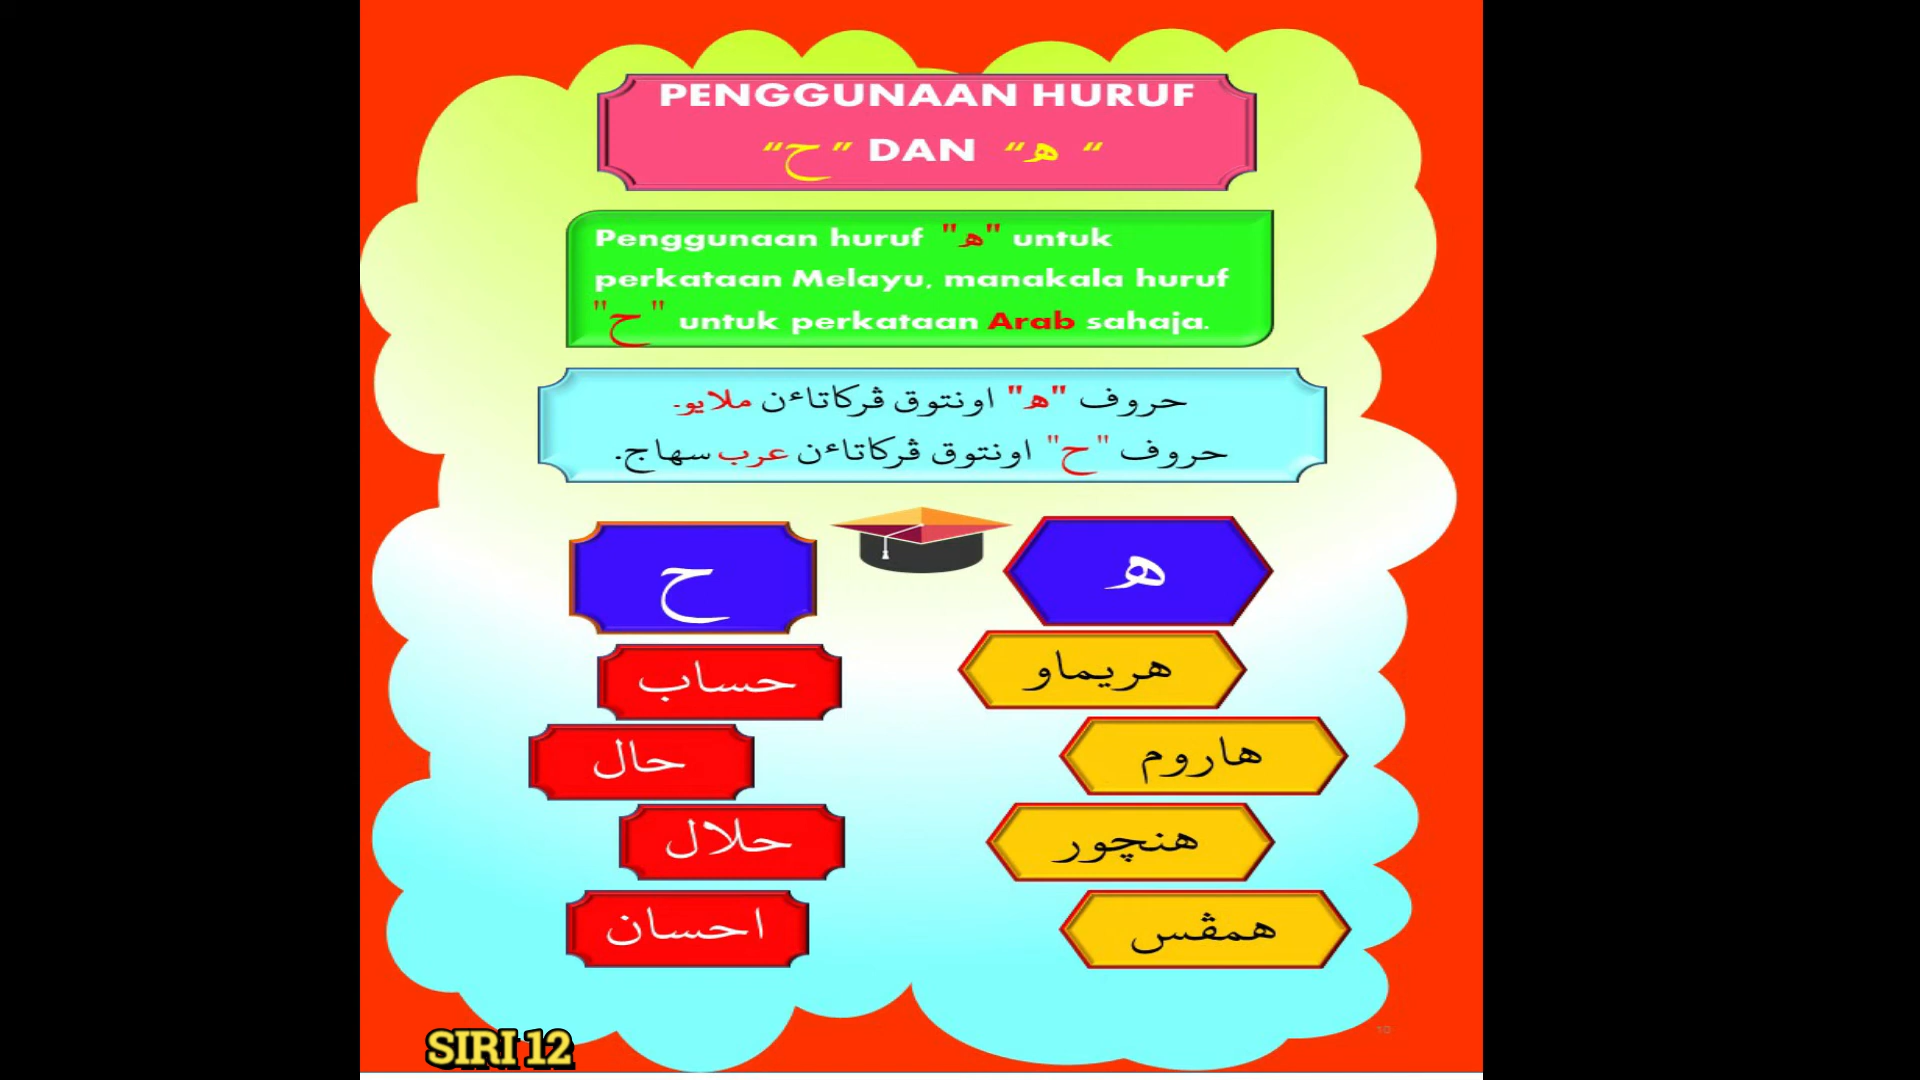 PENGGUNAAN HURUF
“ح” DAN “ه”
Penggunaan huruf "ه" untuk
perkataan Melayu, manakala huruf
"ح" untuk perkataan Arab sahaja.
حروف "ه" اونتوق ڤركاتاءن ملايو.
حروف "ح" اونتوق ڤركاتاءن عرب سهاج.
ح
ه
حساب
هريماو
حال
هاروم
حلال
هنچور
احسان
همڤس
SIRI 12
10